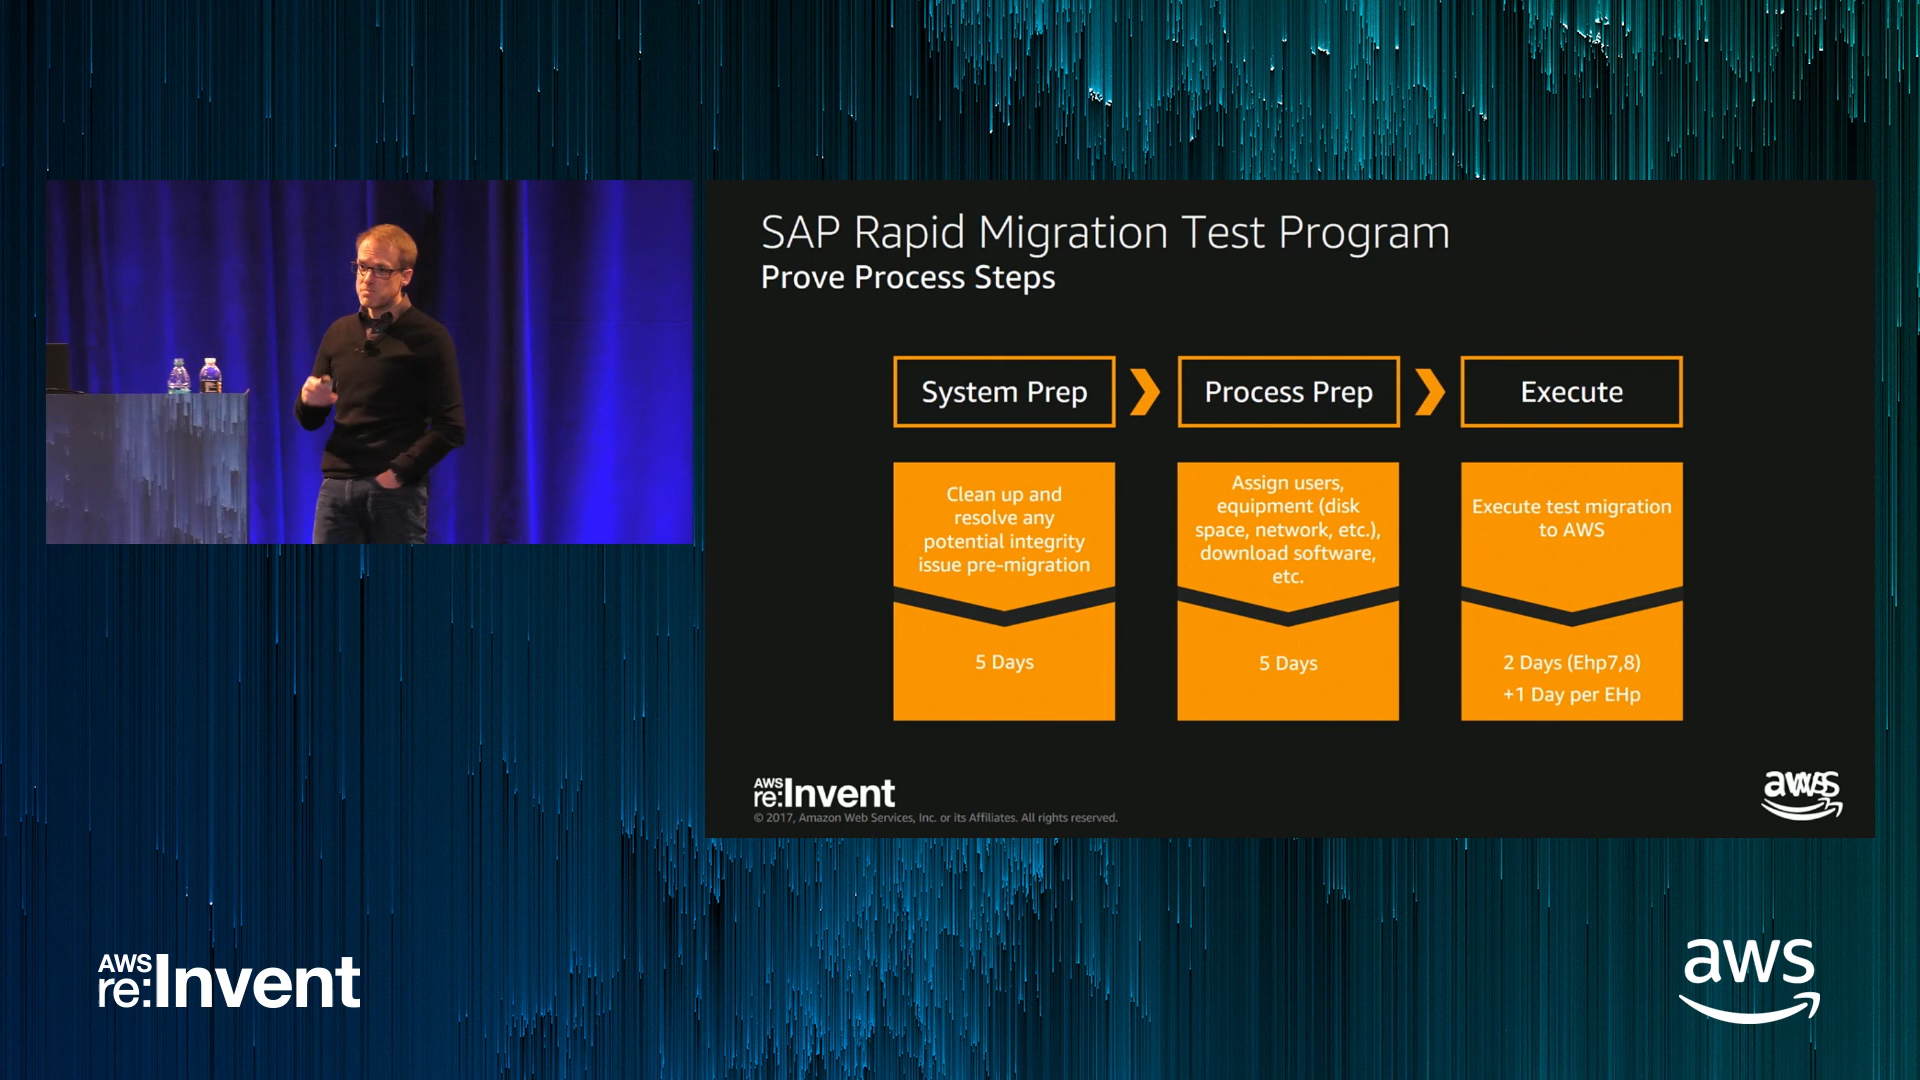 SAP Rapid Migration Test Program
Prove Process Steps
System Prep
Process Prep
Execute
Clean up and
resolve any
potential integrity
issue pre-migration
5 Days
Assign users,
equipment (disk
space, network, etc.),
download software,
etc.
5 Days
Execute test migration
to AWS
2 Days (Ehp7,8)
+1 Day per EHp
AWS
re:Invent
© 2017, Amazon Web Services, Inc. or its Affiliates. All rights reserved.
aws
AWS
re:Invent
aws